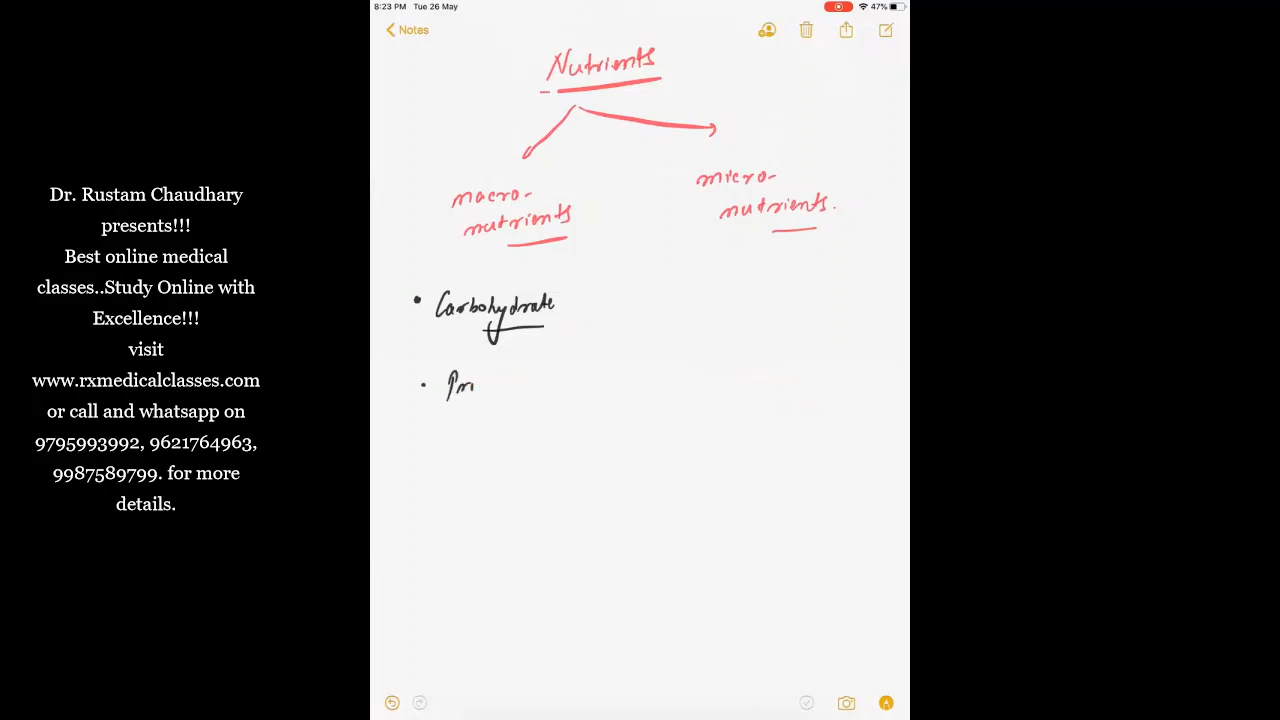 8:23 PM Tue 26 May
47%
Notes
Nutrients
macro-
nutrients
micro-
nutrients.
• Carbohydrate
• Pro
Dr. Rustam Chaudhary
presents!!!
Best online medical
classes..Study Online with
Excellence!!!
visit
www.rxmedicalclasses.com
or call and whatsapp on
9795993992, 9621764963,
9987589799. for more
details.